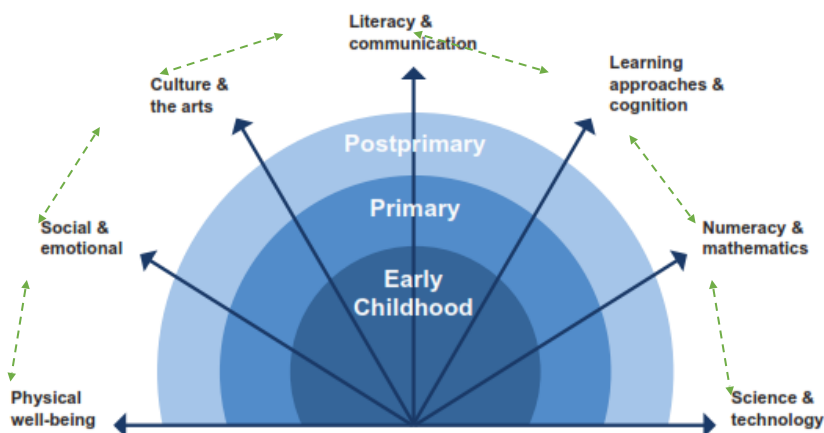 Literacy &
communication
Culture &
the arts
Learning
approaches &
cognition
Postprimary
Primary
Early
Childhood
Social &
emotional
Numeracy &
mathematics
Physical
well-being
Science &
technology